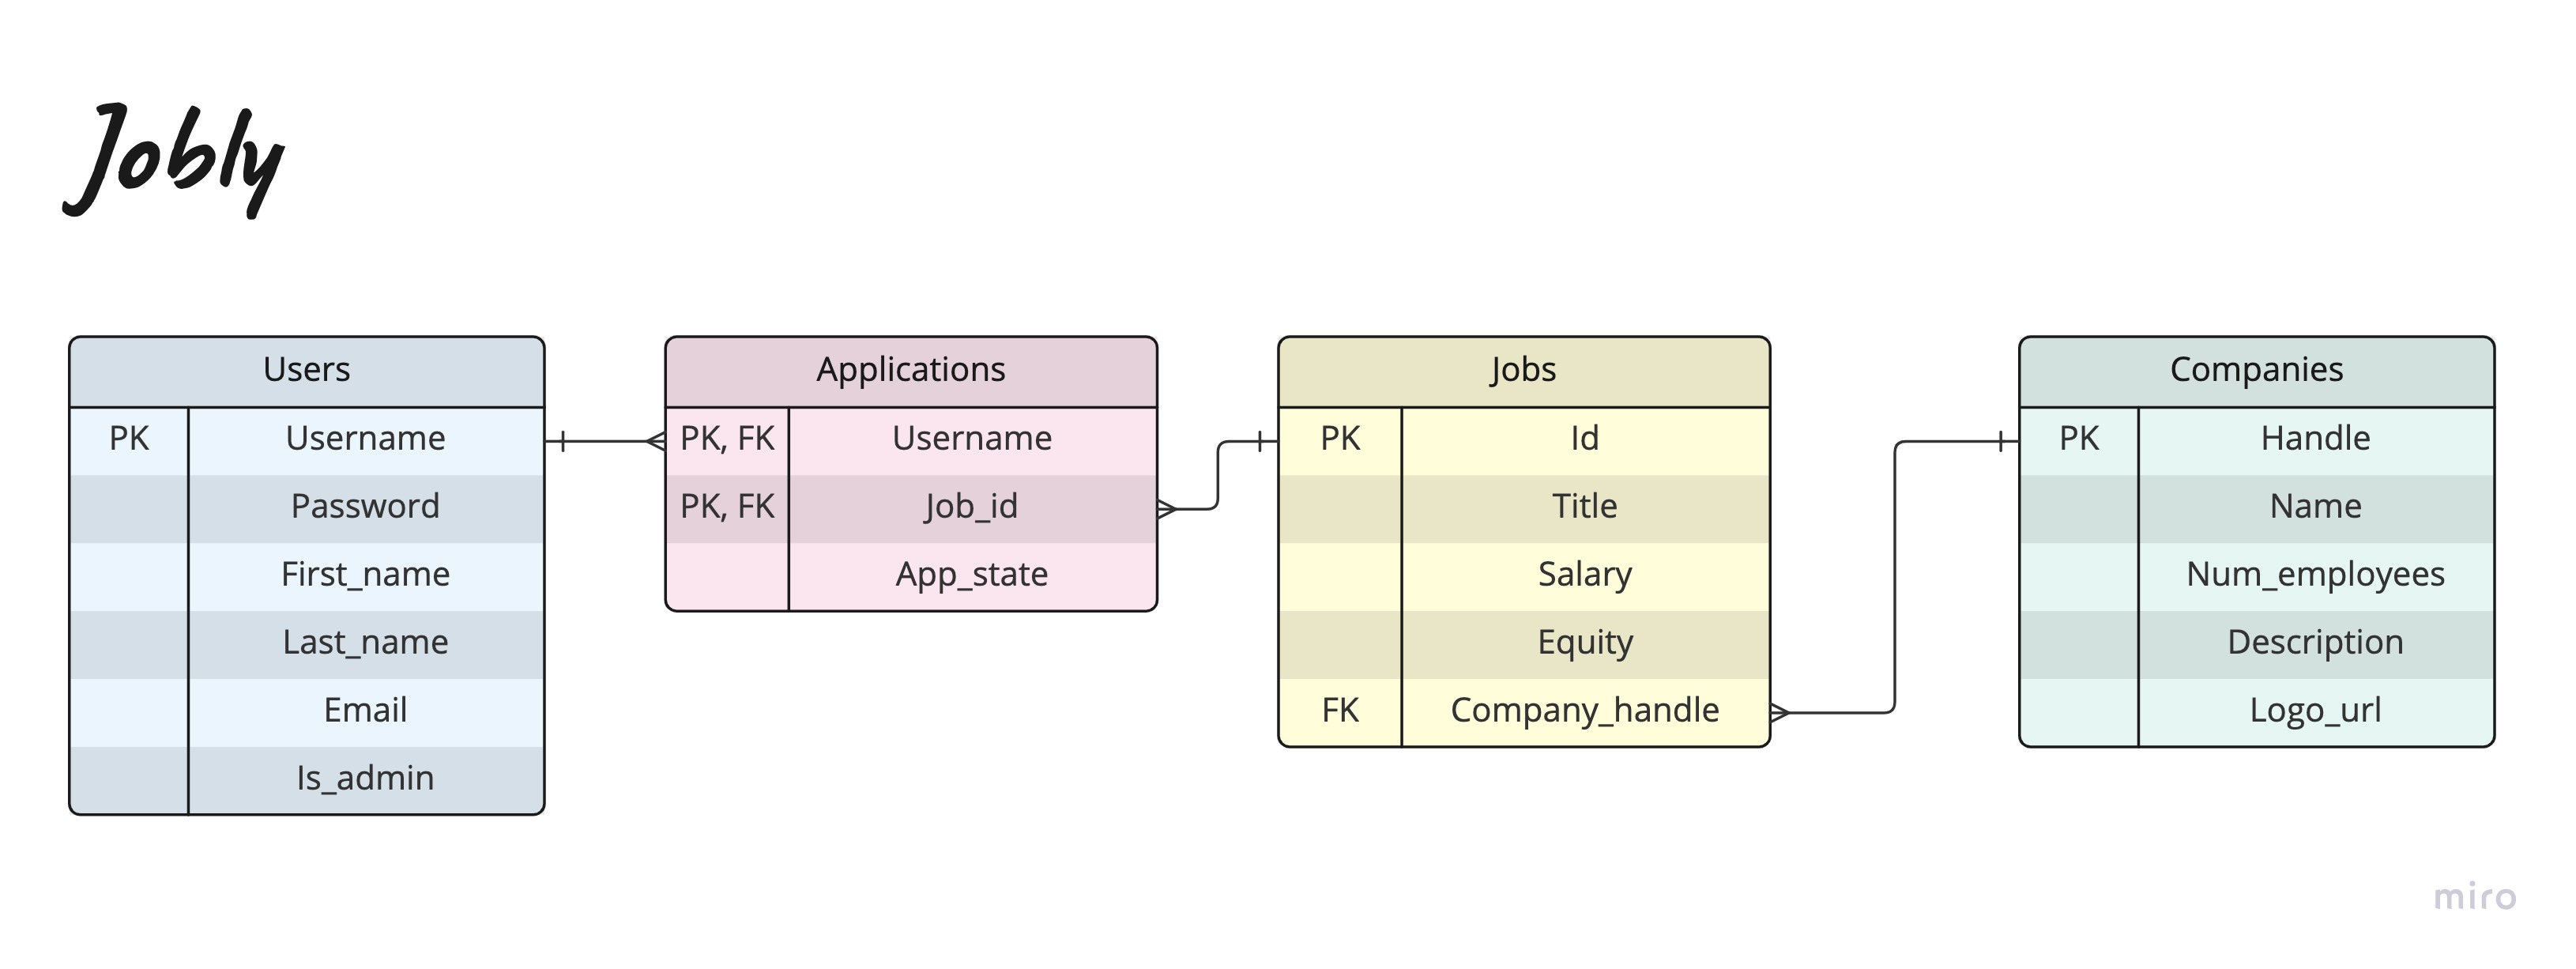 Jobly
Users
PK Username
Password
First_name
Last_name
Email
Is_admin
Applications
PK, FK Username
PK, FK Job_id
App_state
Jobs
PK Id
Title
Salary
Equity
FK Company_handle
Companies
PK Handle
Name
Num_employees
Description
Logo_url
miro